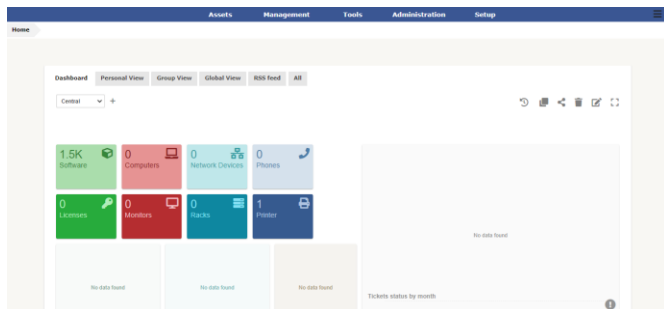 Assets Management Tools Administration Setup
Home
Dashboard Personal View Group View Global View RSS feed All
Central
1.5K
Software
0
Computers
0
Network Devices
0
Phones
0
Licenses
0
Monitors
0
Racks
1
Printer
No data found
No data found
No data found
No data found
Tickets status by month